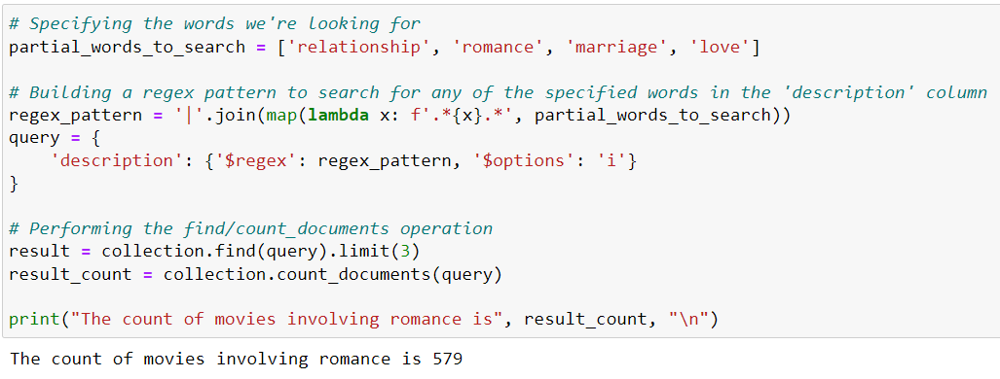 # Specifying the words we're looking for
partial_words_to_search = ['relationship', 'romance', 'marriage', 'love']
# Building a regex pattern to search for any of the specified words in the 'description' column
regex_pattern = '|'.join(map(lambda x: f'.*{x}.*', partial_words_to_search))
query = {
    'description': {'$regex': regex_pattern, '$options': 'i'}
}
# Performing the find/count_documents operation
result = collection.find(query).limit(3)
result_count = collection.count_documents(query)
print("The count of movies involving romance is", result_count, "\n")
The count of movies involving romance is 579